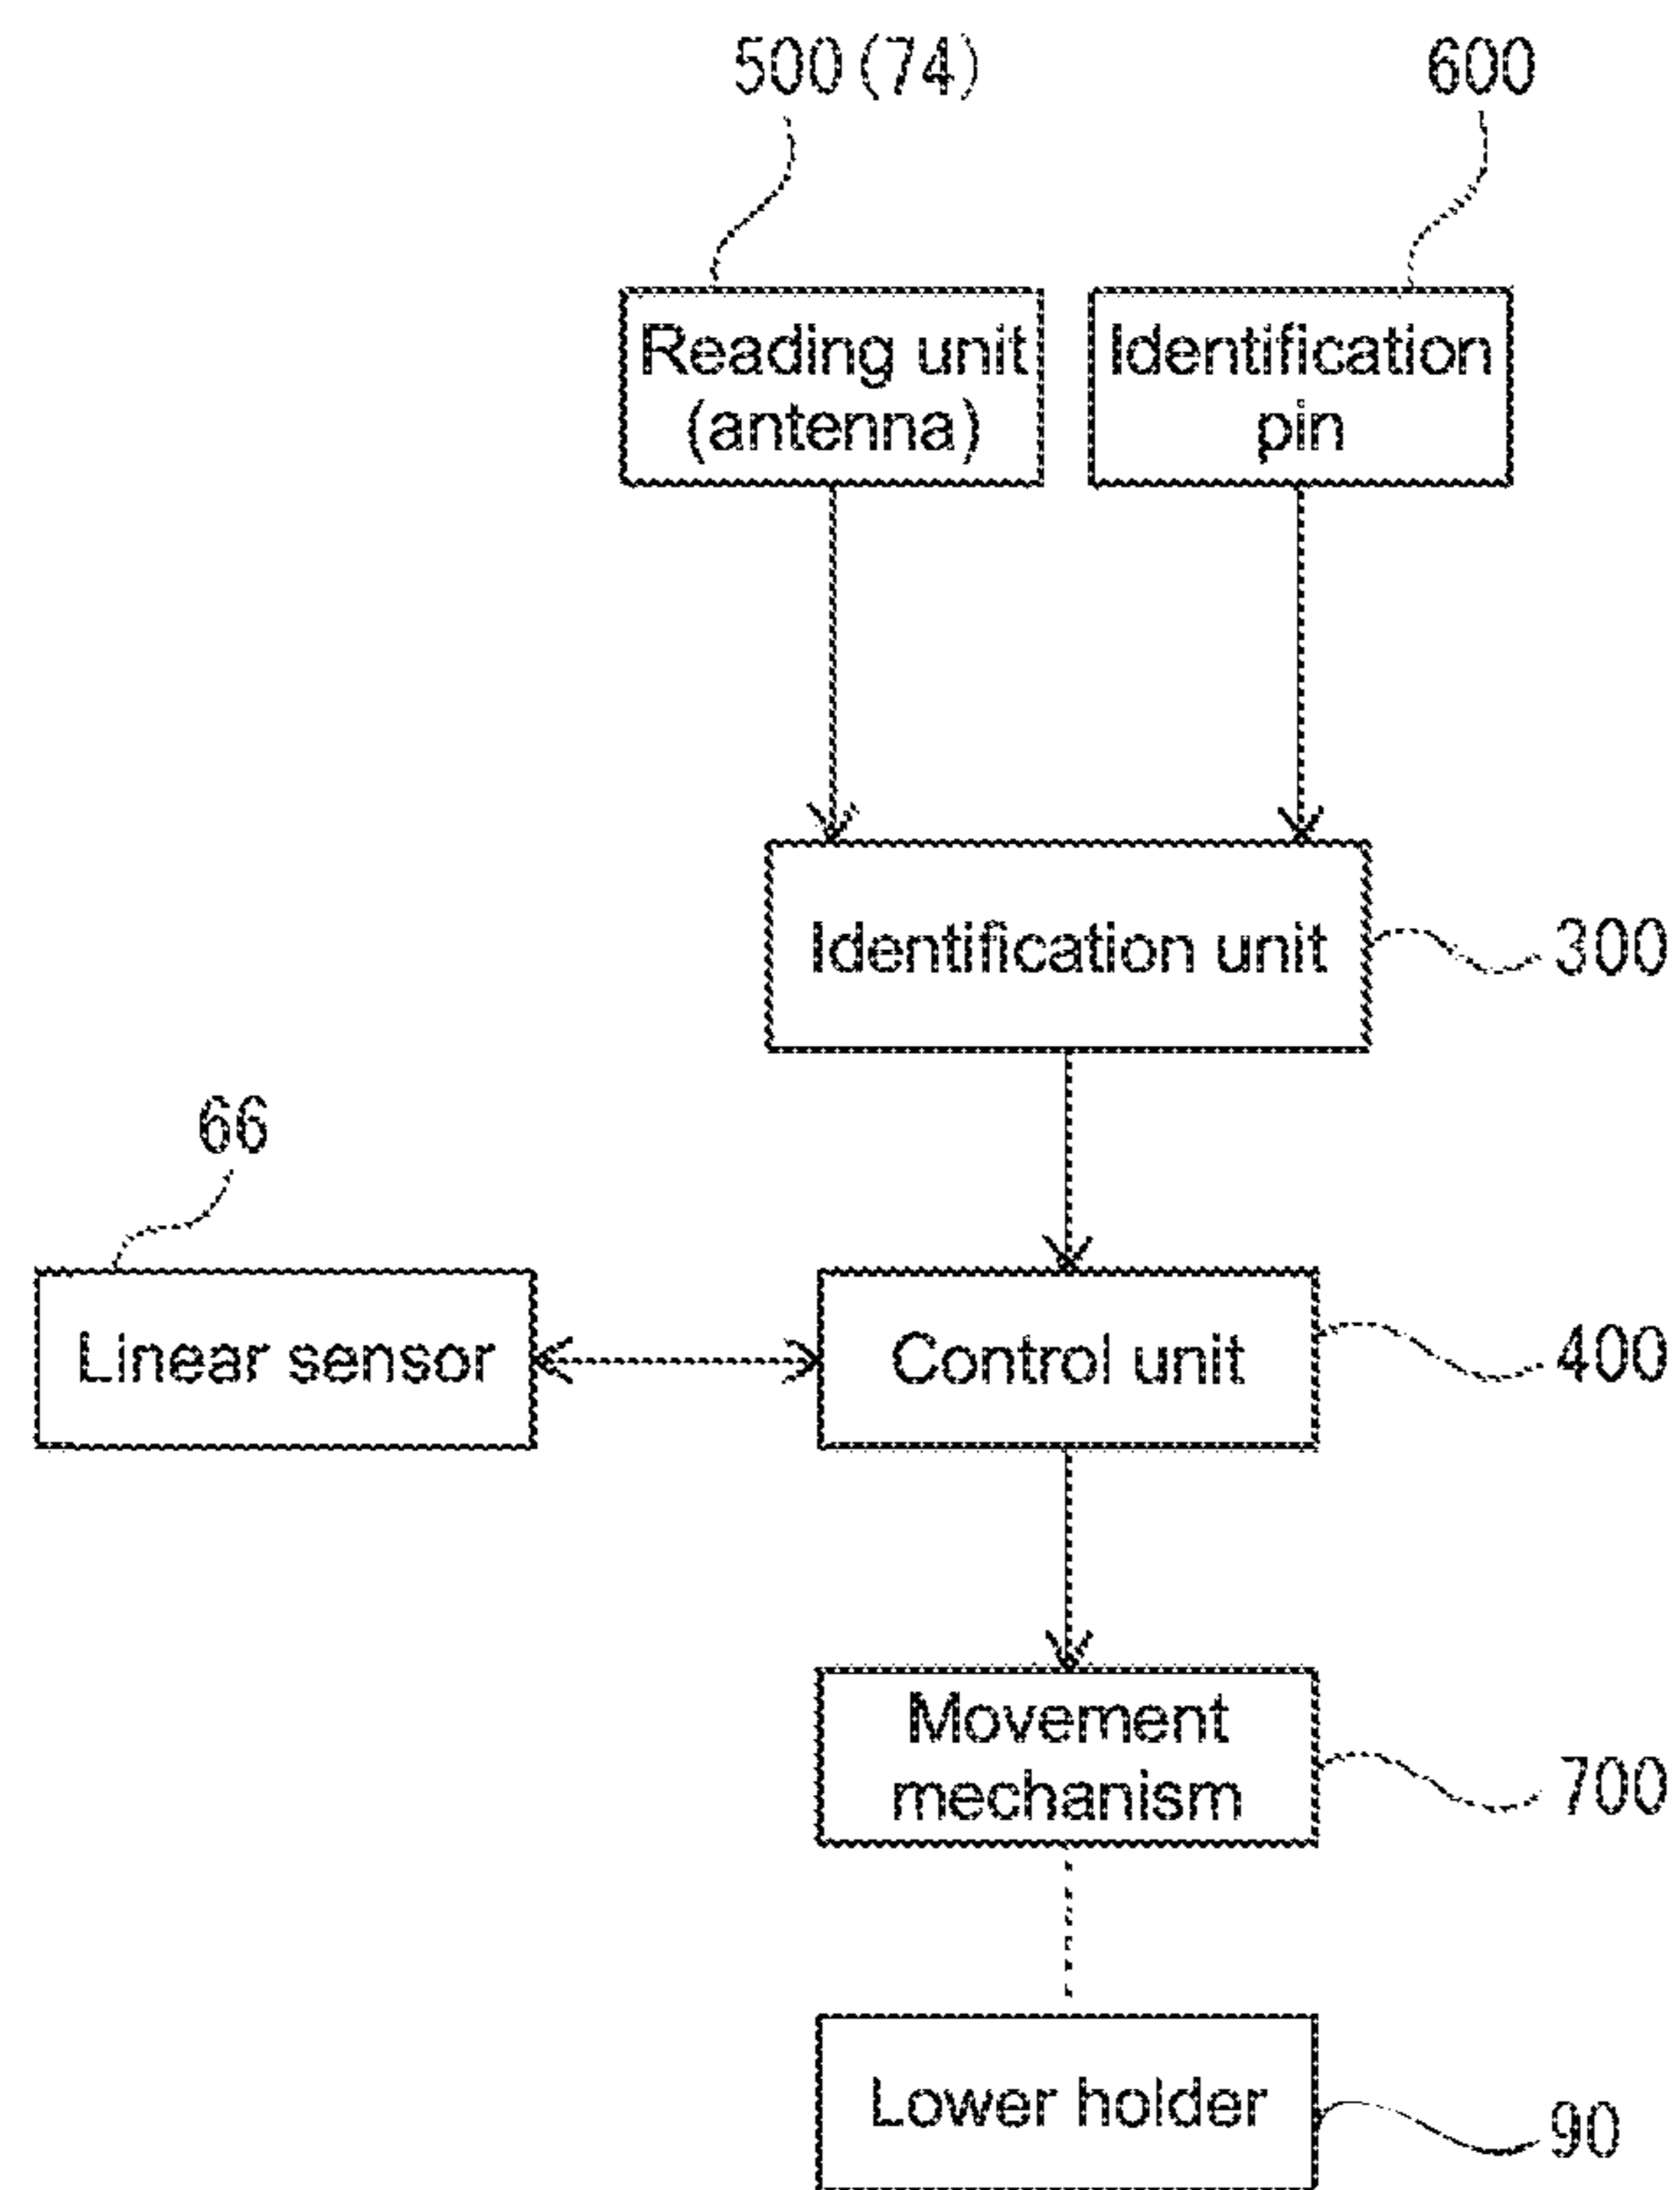 500(74)
600
Reading unit
(antenna)
Identification
pin
Identification unit
300
66
Linear sensor
Control unit
400
Movement
mechanism
700
Lower holder
90